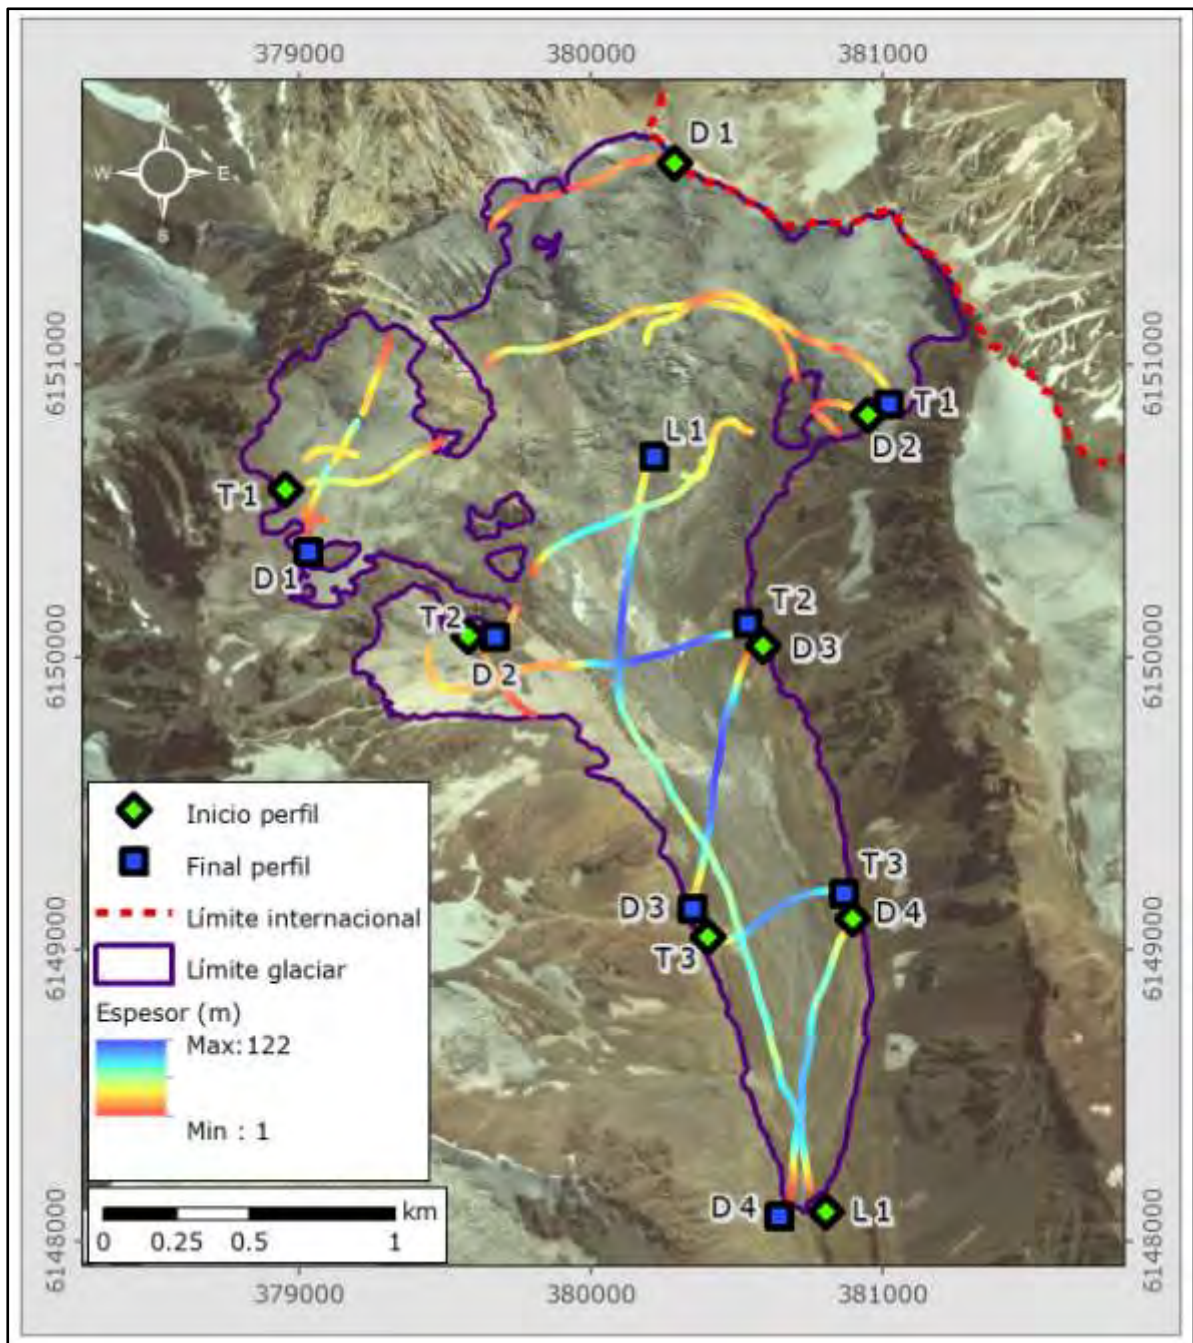 379000 380000 381000
N
W E
S
D 1
6151000 6151000
T 1
D 2
L 1
T 1
D 1
T 2
T 2
D 3
D 2
6150000 6150000
Inicio perfil
Final perfil
Límite internacional
Límite glaciar
Espesor (m)
Max: 122
Min : 1
T 3
D 3
D 4
T 3
6149000 6149000
D 4
L 1
km
0 0.25 0.5 1
6148000 6148000
379000 380000 381000